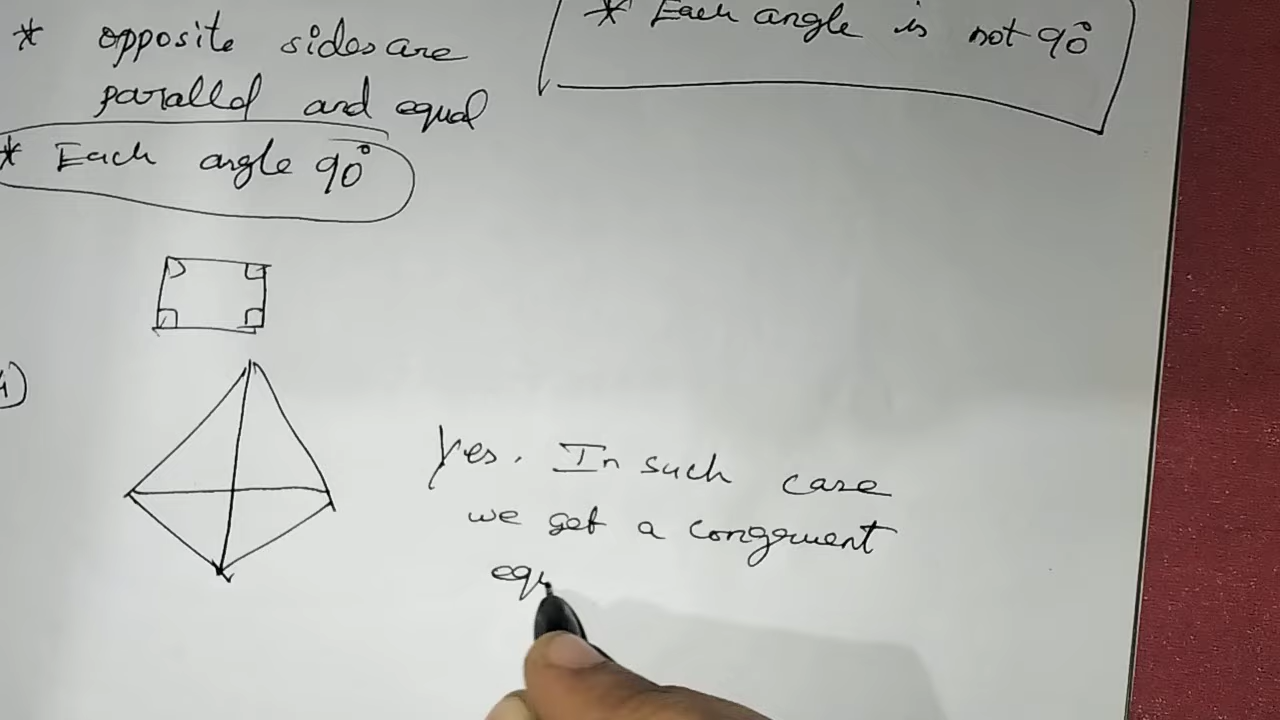 * opposite sides are
parallel and equal
* Each angle 90°
* Each angle is not 90°
Yes. In such case
we get a congruent
equ